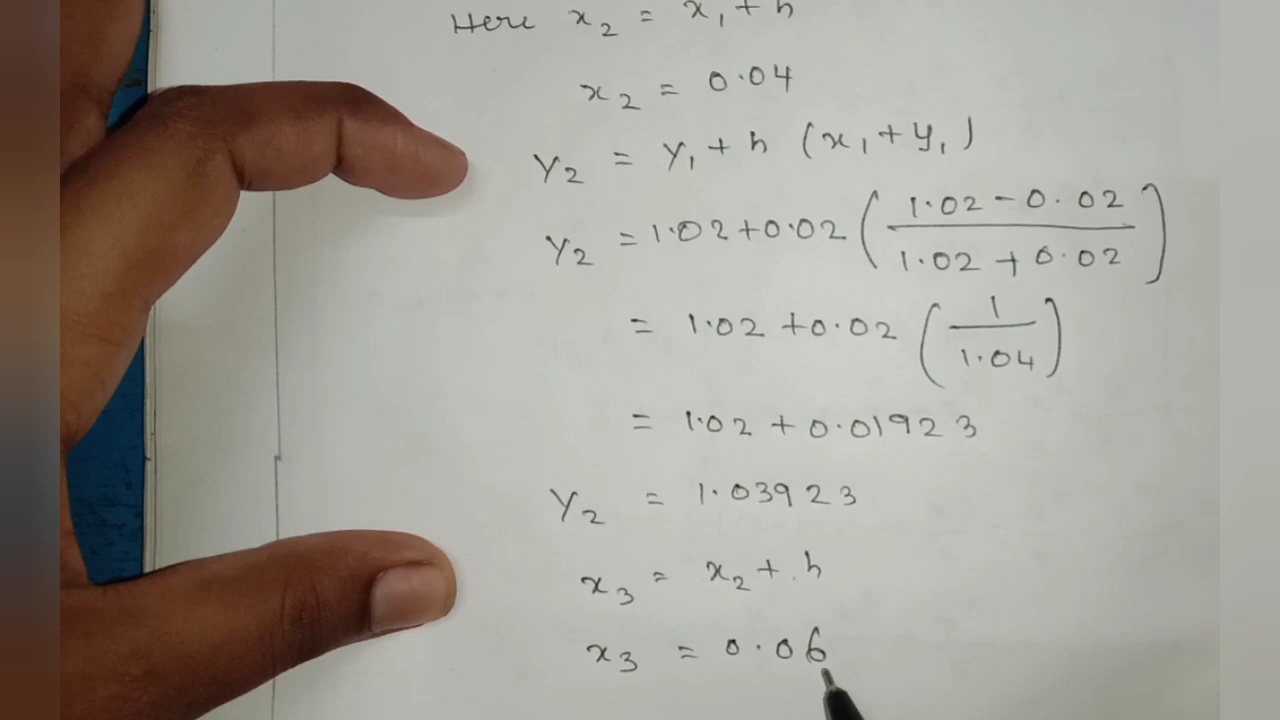 Here x₂ = x₁ + h
x₂ = 0.04
Y₂ = y₁ + h (x₁ + y₁)
Y₂ = 1.02 + 0.02 ( (1.02 - 0.02) / (1.02 + 0.02) )
= 1.02 + 0.02 ( 1 / 1.04 )
= 1.02 + 0.01923
Y₂ = 1.03923
x₃ = x₂ + h
x₃ = 0.06